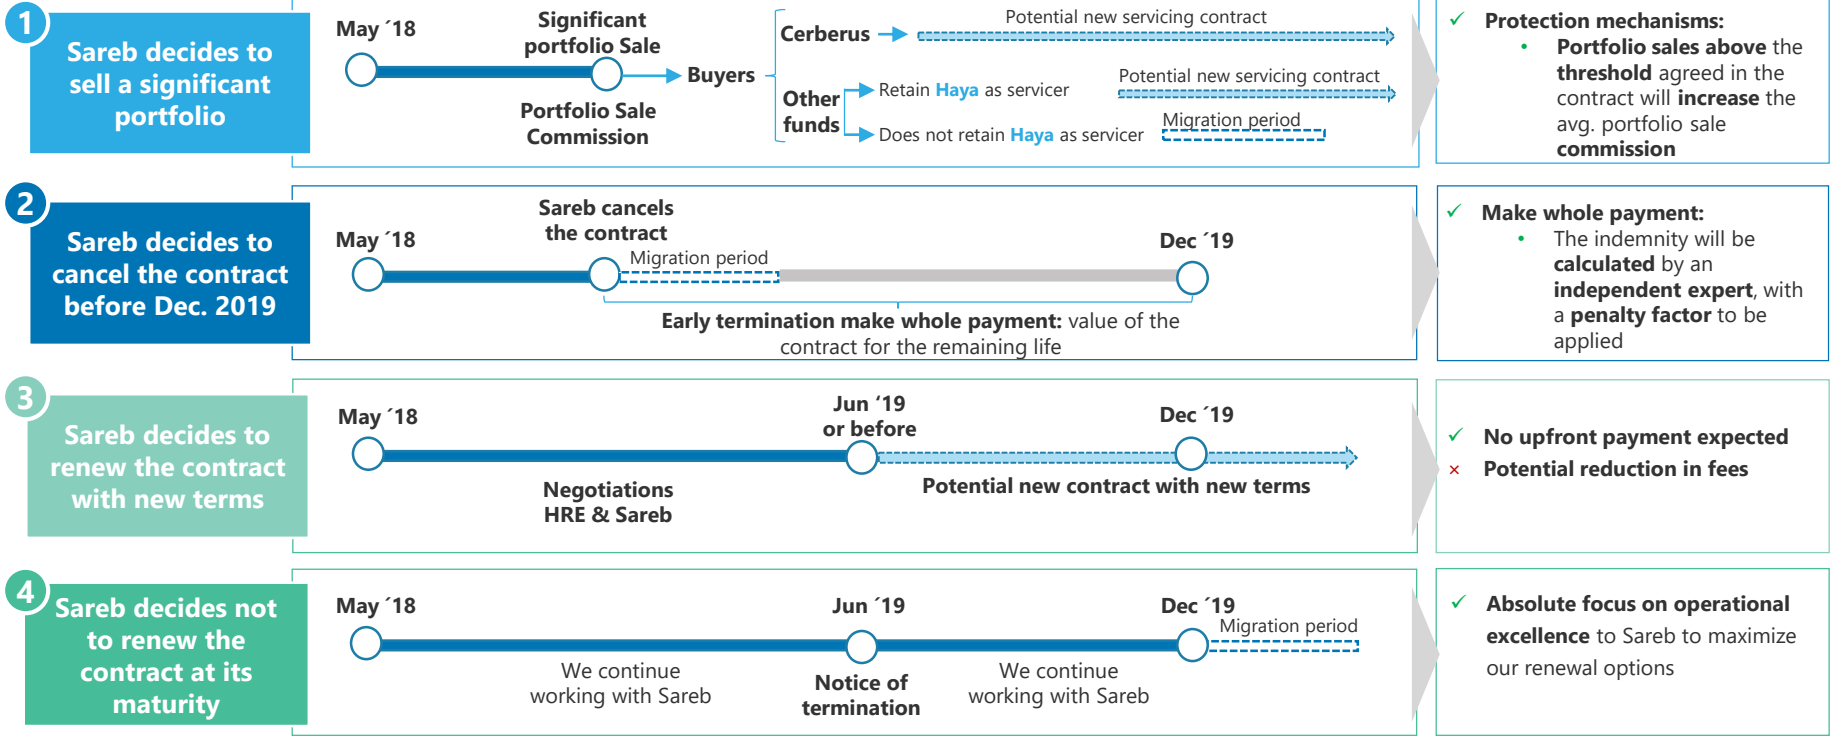 1
Sareb decides to
sell a significant
portfolio
May ´18
Significant
portfolio Sale
Portfolio Sale
Commission
Buyers
Cerberus
Potential new servicing contract
Other
funds
Retain Haya as servicer
Potential new servicing contract
Does not retain Haya as servicer
Migration period
✓ Protection mechanisms:
• Portfolio sales above the
threshold agreed in the
contract will increase the
avg. portfolio sale
commission
2
Sareb decides to
cancel the contract
before Dec. 2019
May ´18
Sareb cancels
the contract
Migration period
Dec ´19
Early termination make whole payment: value of the
contract for the remaining life
✓ Make whole payment:
• The indemnity will be
calculated by an
independent expert, with
a penalty factor to be
applied
3
Sareb decides to
renew the contract
with new terms
May ´18
Negotiations
HRE & Sareb
Jun ‘19
or before
Dec ´19
Potential new contract with new terms
✓ No upfront payment expected
× Potential reduction in fees
4
Sareb decides not
to renew the
contract at its
maturity
May ´18
We continue
working with Sareb
Jun ´19
Notice of
termination
We continue
working with Sareb
Dec ´19
Migration period
✓ Absolute focus on operational
excellence to Sareb to maximize
our renewal options